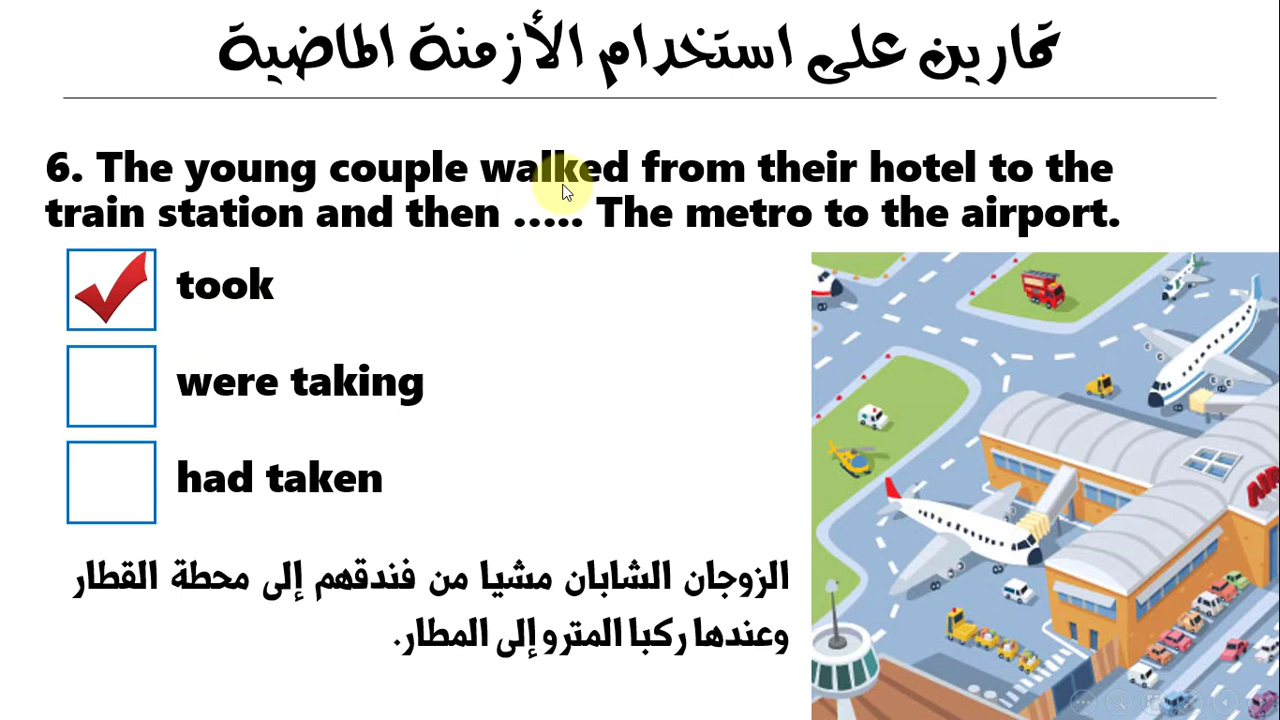 تمارين على استخدام الأزمنة الماضية
6. The young couple walked from their hotel to the
train station and then ..... The metro to the airport.
took
were taking
had taken
الزوجان الشابان مشيا من فندقهم إلى محطة القطار
وعندها ركبا المترو إلى المطار.